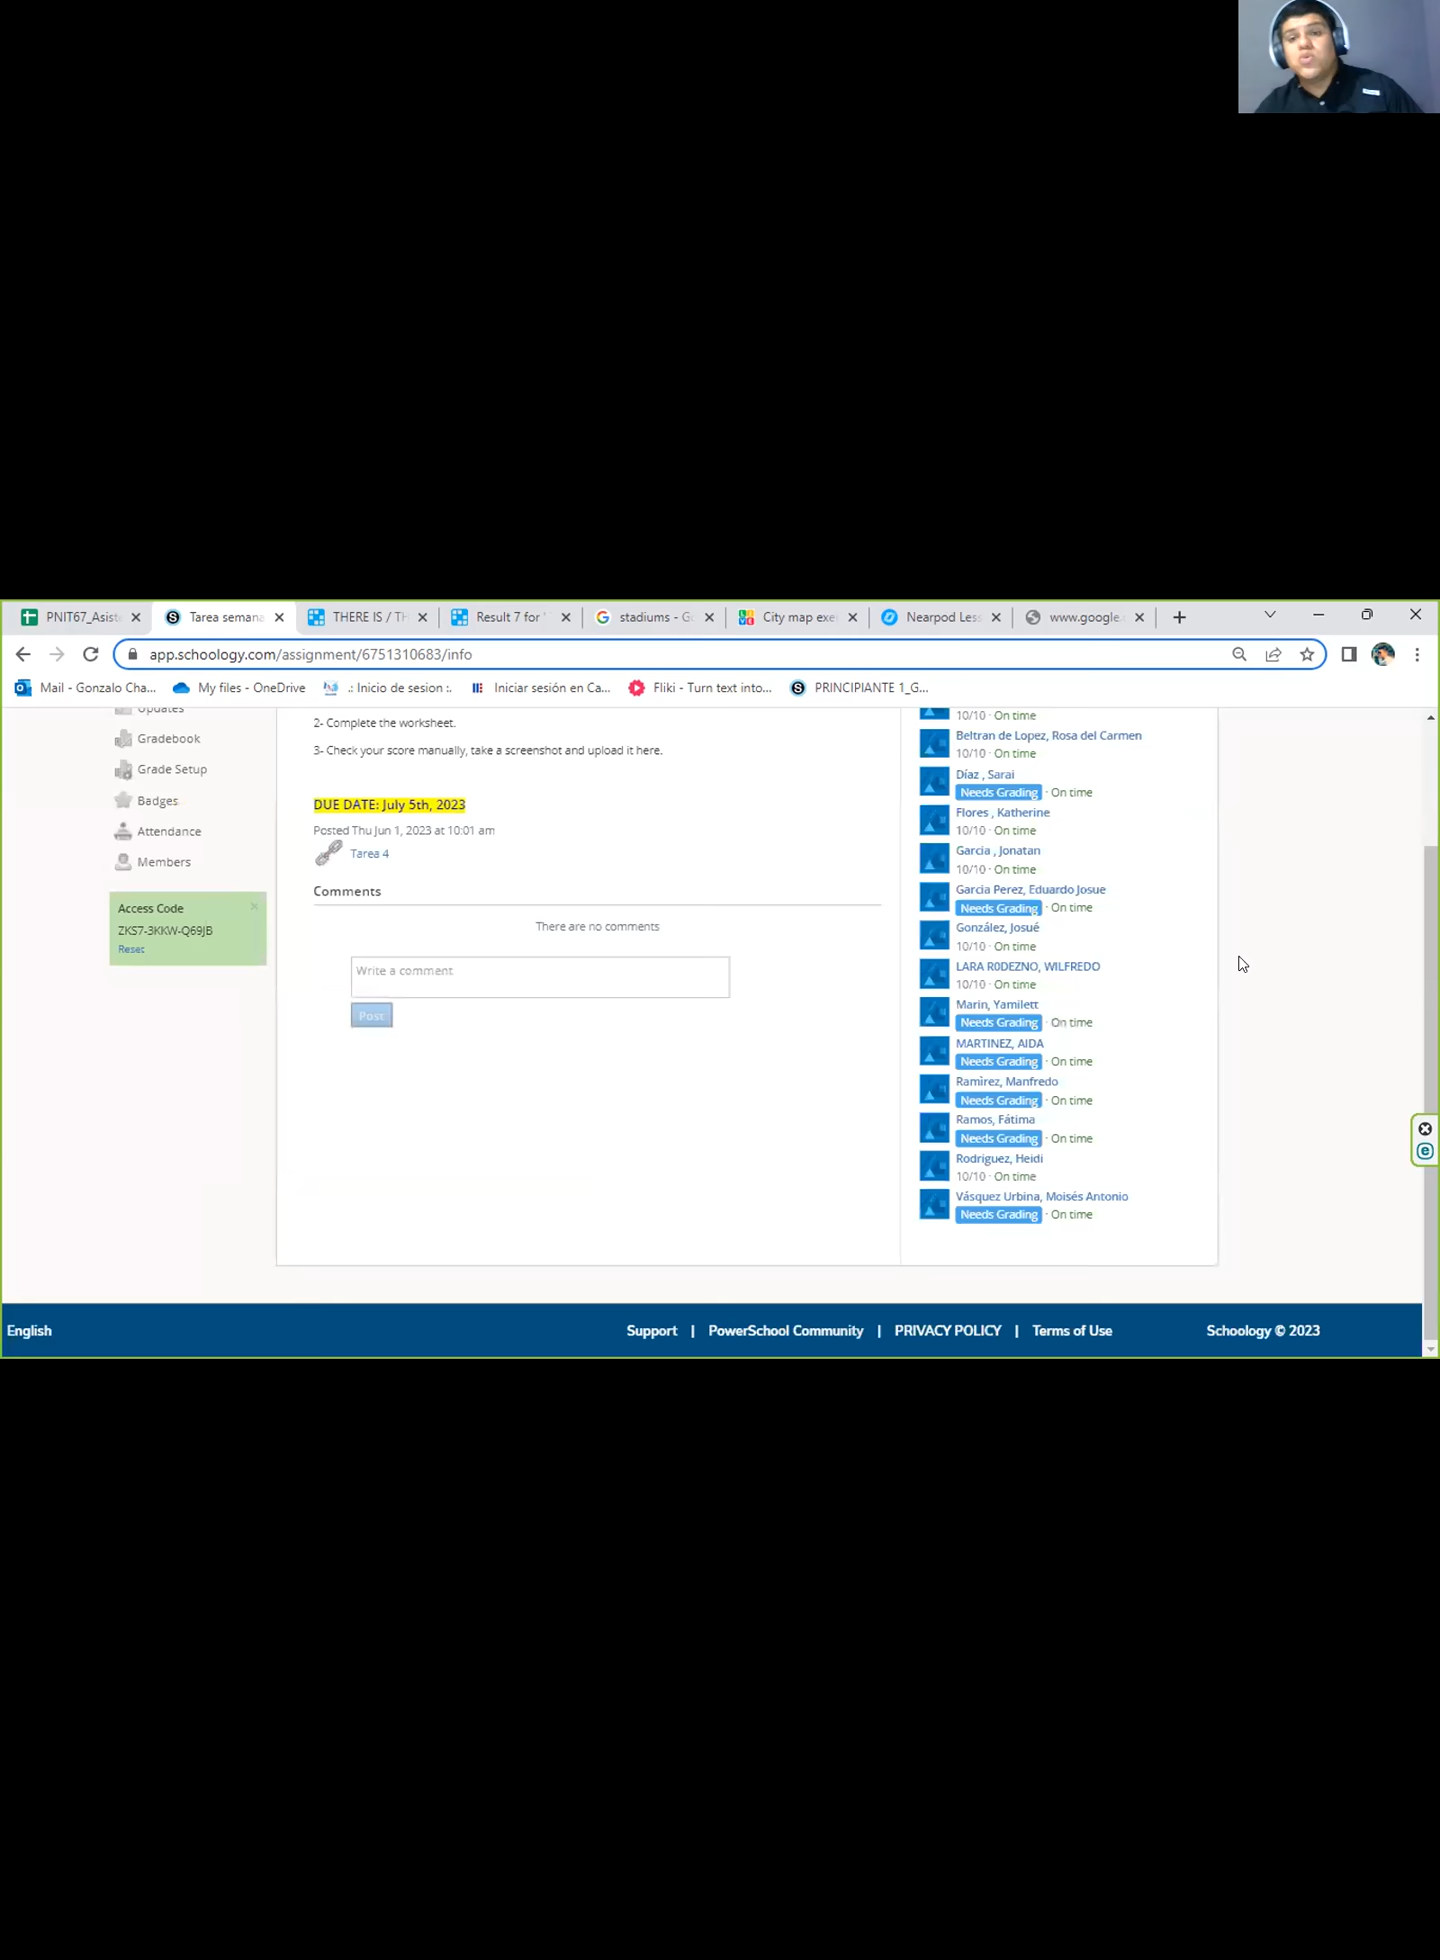 PNIT67_Asist
Tarea semana
THERE IS / TH
Result 7 for
stadiums - Go
City map exe
Nearpod Less
www.google.
app.schoology.com/assignment/6751310683/info
Mail - Gonzalo Cha...
My files - OneDrive
.: Inicio de sesion :.
Iniciar sesión en Ca...
Fliki - Turn text into...
PRINCIPIANTE 1_G...
Updates
Gradebook
Grade Setup
Badges
Attendance
Members
Access Code
ZKS7-3KKW-Q69JB
Reset
2- Complete the worksheet.
3- Check your score manually, take a screenshot and upload it here.
DUE DATE: July 5th, 2023
Posted Thu Jun 1, 2023 at 10:01 am
Tarea 4
Comments
There are no comments
Write a comment
Post
10/10 · On time
Beltran de Lopez, Rosa del Carmen
10/10 · On time
Díaz , Sarai
Needs Grading · On time
Flores , Katherine
10/10 · On time
Garcia , Jonatan
10/10 · On time
Garcia Perez, Eduardo Josue
Needs Grading · On time
González, Josué
10/10 · On time
LARA R0DEZNO, WILFREDO
10/10 · On time
Marin, Yamilett
Needs Grading · On time
MARTINEZ, AIDA
Needs Grading · On time
Ramìrez, Manfredo
Needs Grading · On time
Ramos, Fátima
Needs Grading · On time
Rodriguez, Heidi
10/10 · On time
Vásquez Urbina, Moisés Antonio
Needs Grading · On time
English
Support | PowerSchool Community | PRIVACY POLICY | Terms of Use
Schoology © 2023